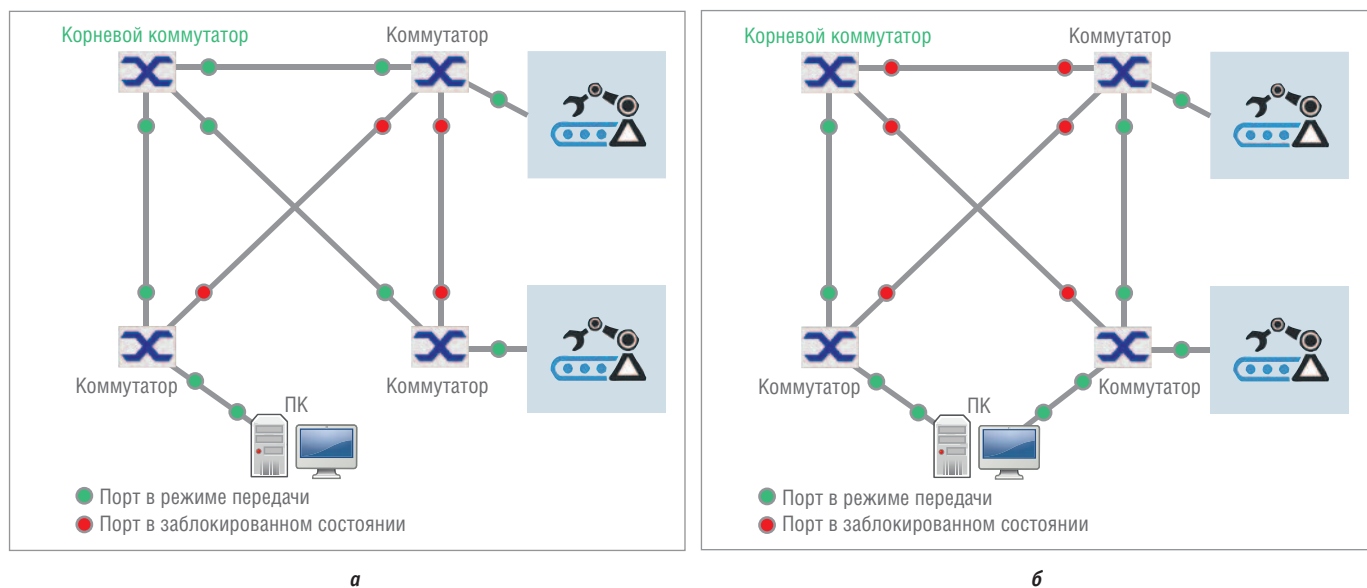 Корневой коммутатор
Коммутатор
Коммутатор
Коммутатор
ПК
Порт в режиме передачи
Порт в заблокированном состоянии
а
Корневой коммутатор
Коммутатор
Коммутатор
Коммутатор
ПК
Порт в режиме передачи
Порт в заблокированном состоянии
б